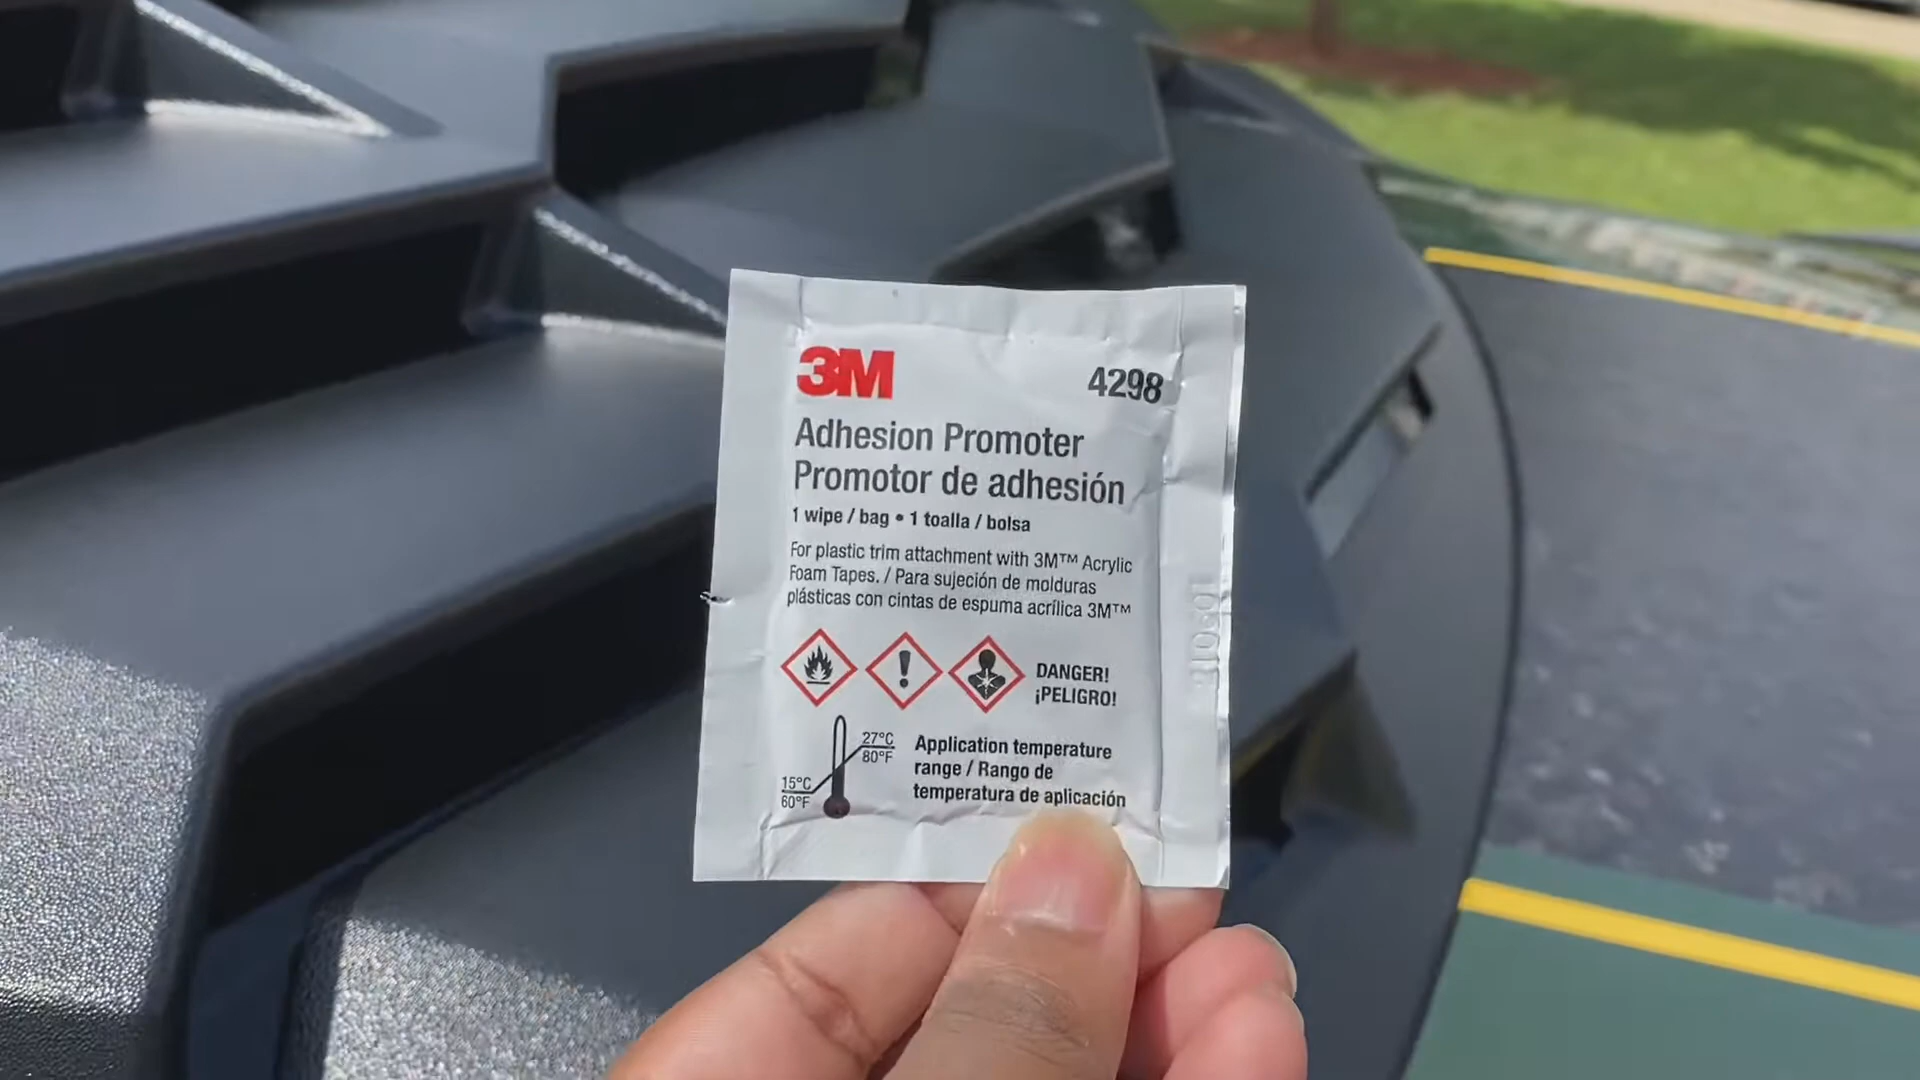 3M 4298
Adhesion Promoter
Promotor de adhesión
1 wipe / bag • 1 toalla / bolsa
For plastic trim attachment with 3M™ Acrylic
Foam Tapes. / Para sujeción de molduras
plásticas con cintas de espuma acrílica 3M™
DANGER!
¡PELIGRO!
27°C
80°F
15°C
60°F
Application temperature
range / Rango de
temperatura de aplicación